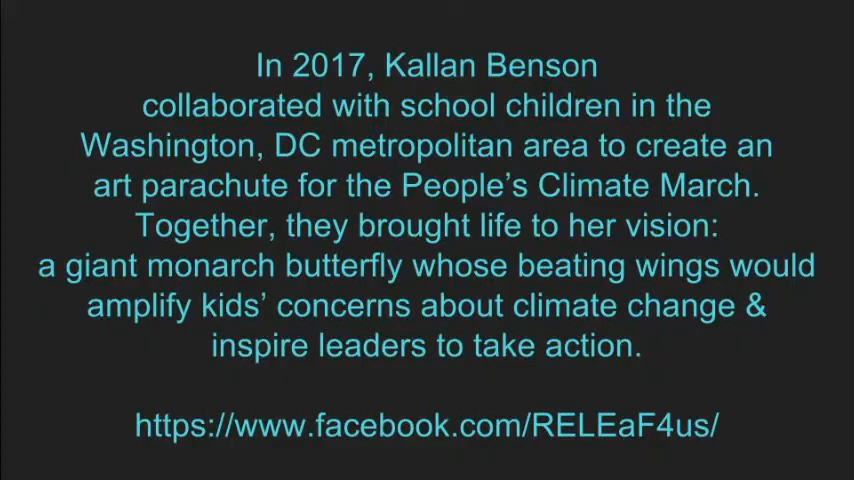 In 2017, Kallan Benson
collaborated with school children in the
Washington, DC metropolitan area to create an
art parachute for the People’s Climate March.
Together, they brought life to her vision:
a giant monarch butterfly whose beating wings would
amplify kids’ concerns about climate change &
inspire leaders to take action.
https://www.facebook.com/RELEaF4us/